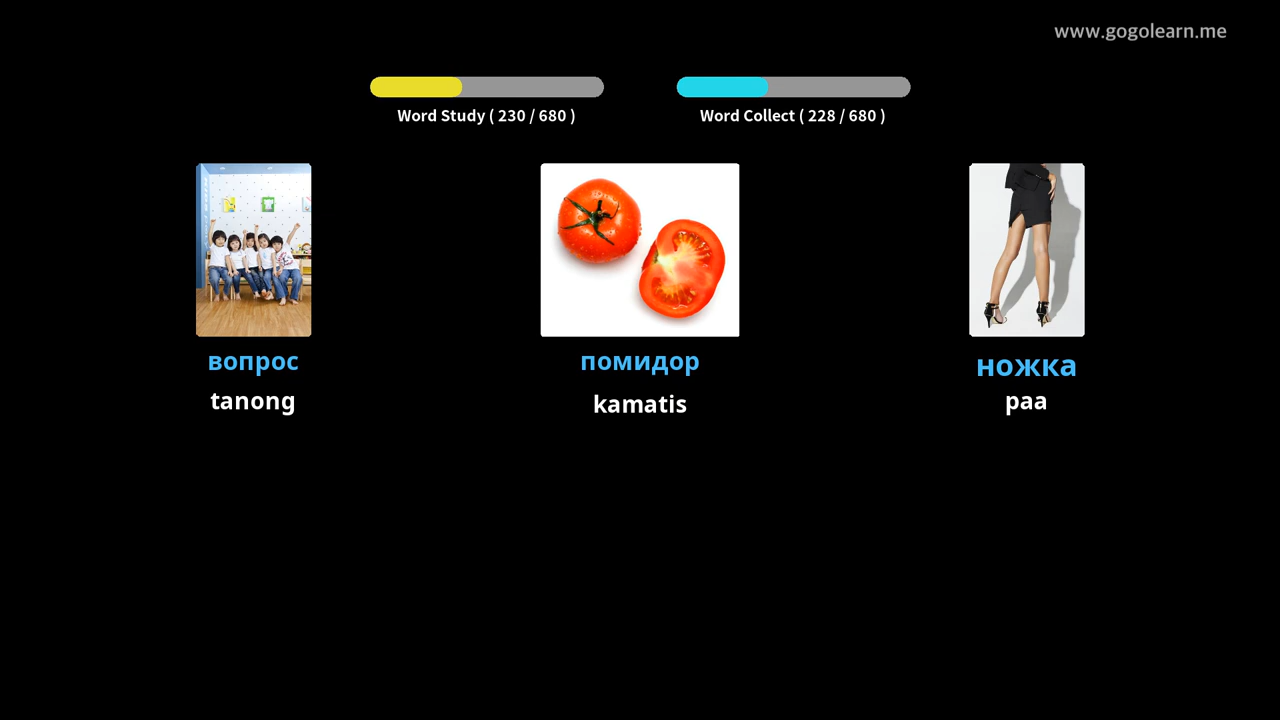 www.gogolearn.me
Word Study ( 230 / 680 )
Word Collect ( 228 / 680 )
вопрос
помидор
ножка
tanong
kamatis
paa